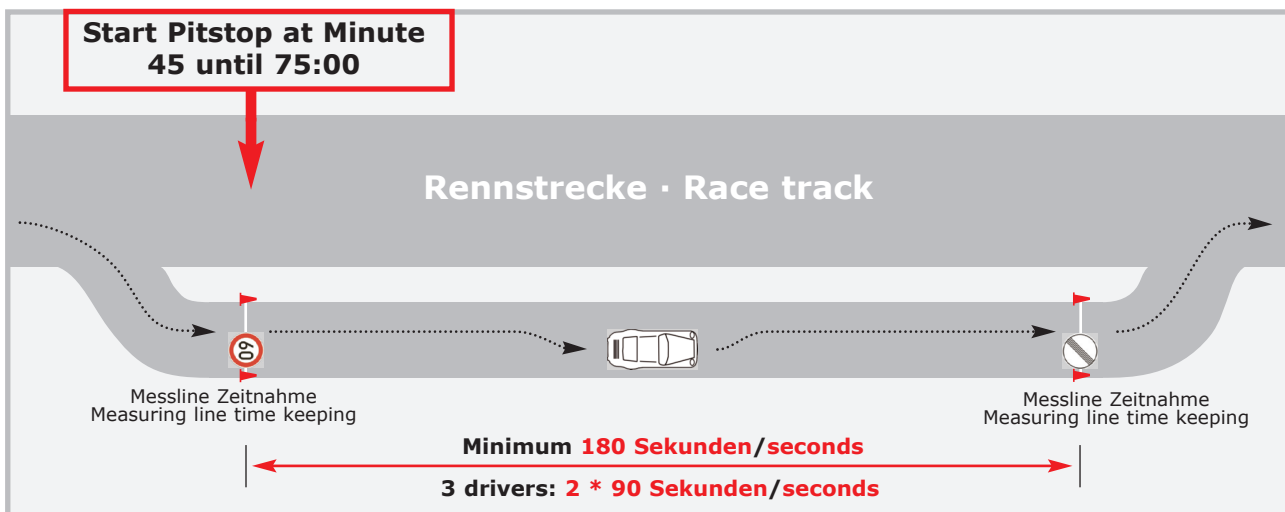 Start Pitstop at Minute
45 until 75:00
Rennstrecke · Race track
60
Messline Zeitnahme
Measuring line time keeping
Messline Zeitnahme
Measuring line time keeping
Minimum 180 Sekunden/seconds
3 drivers: 2 * 90 Sekunden/seconds